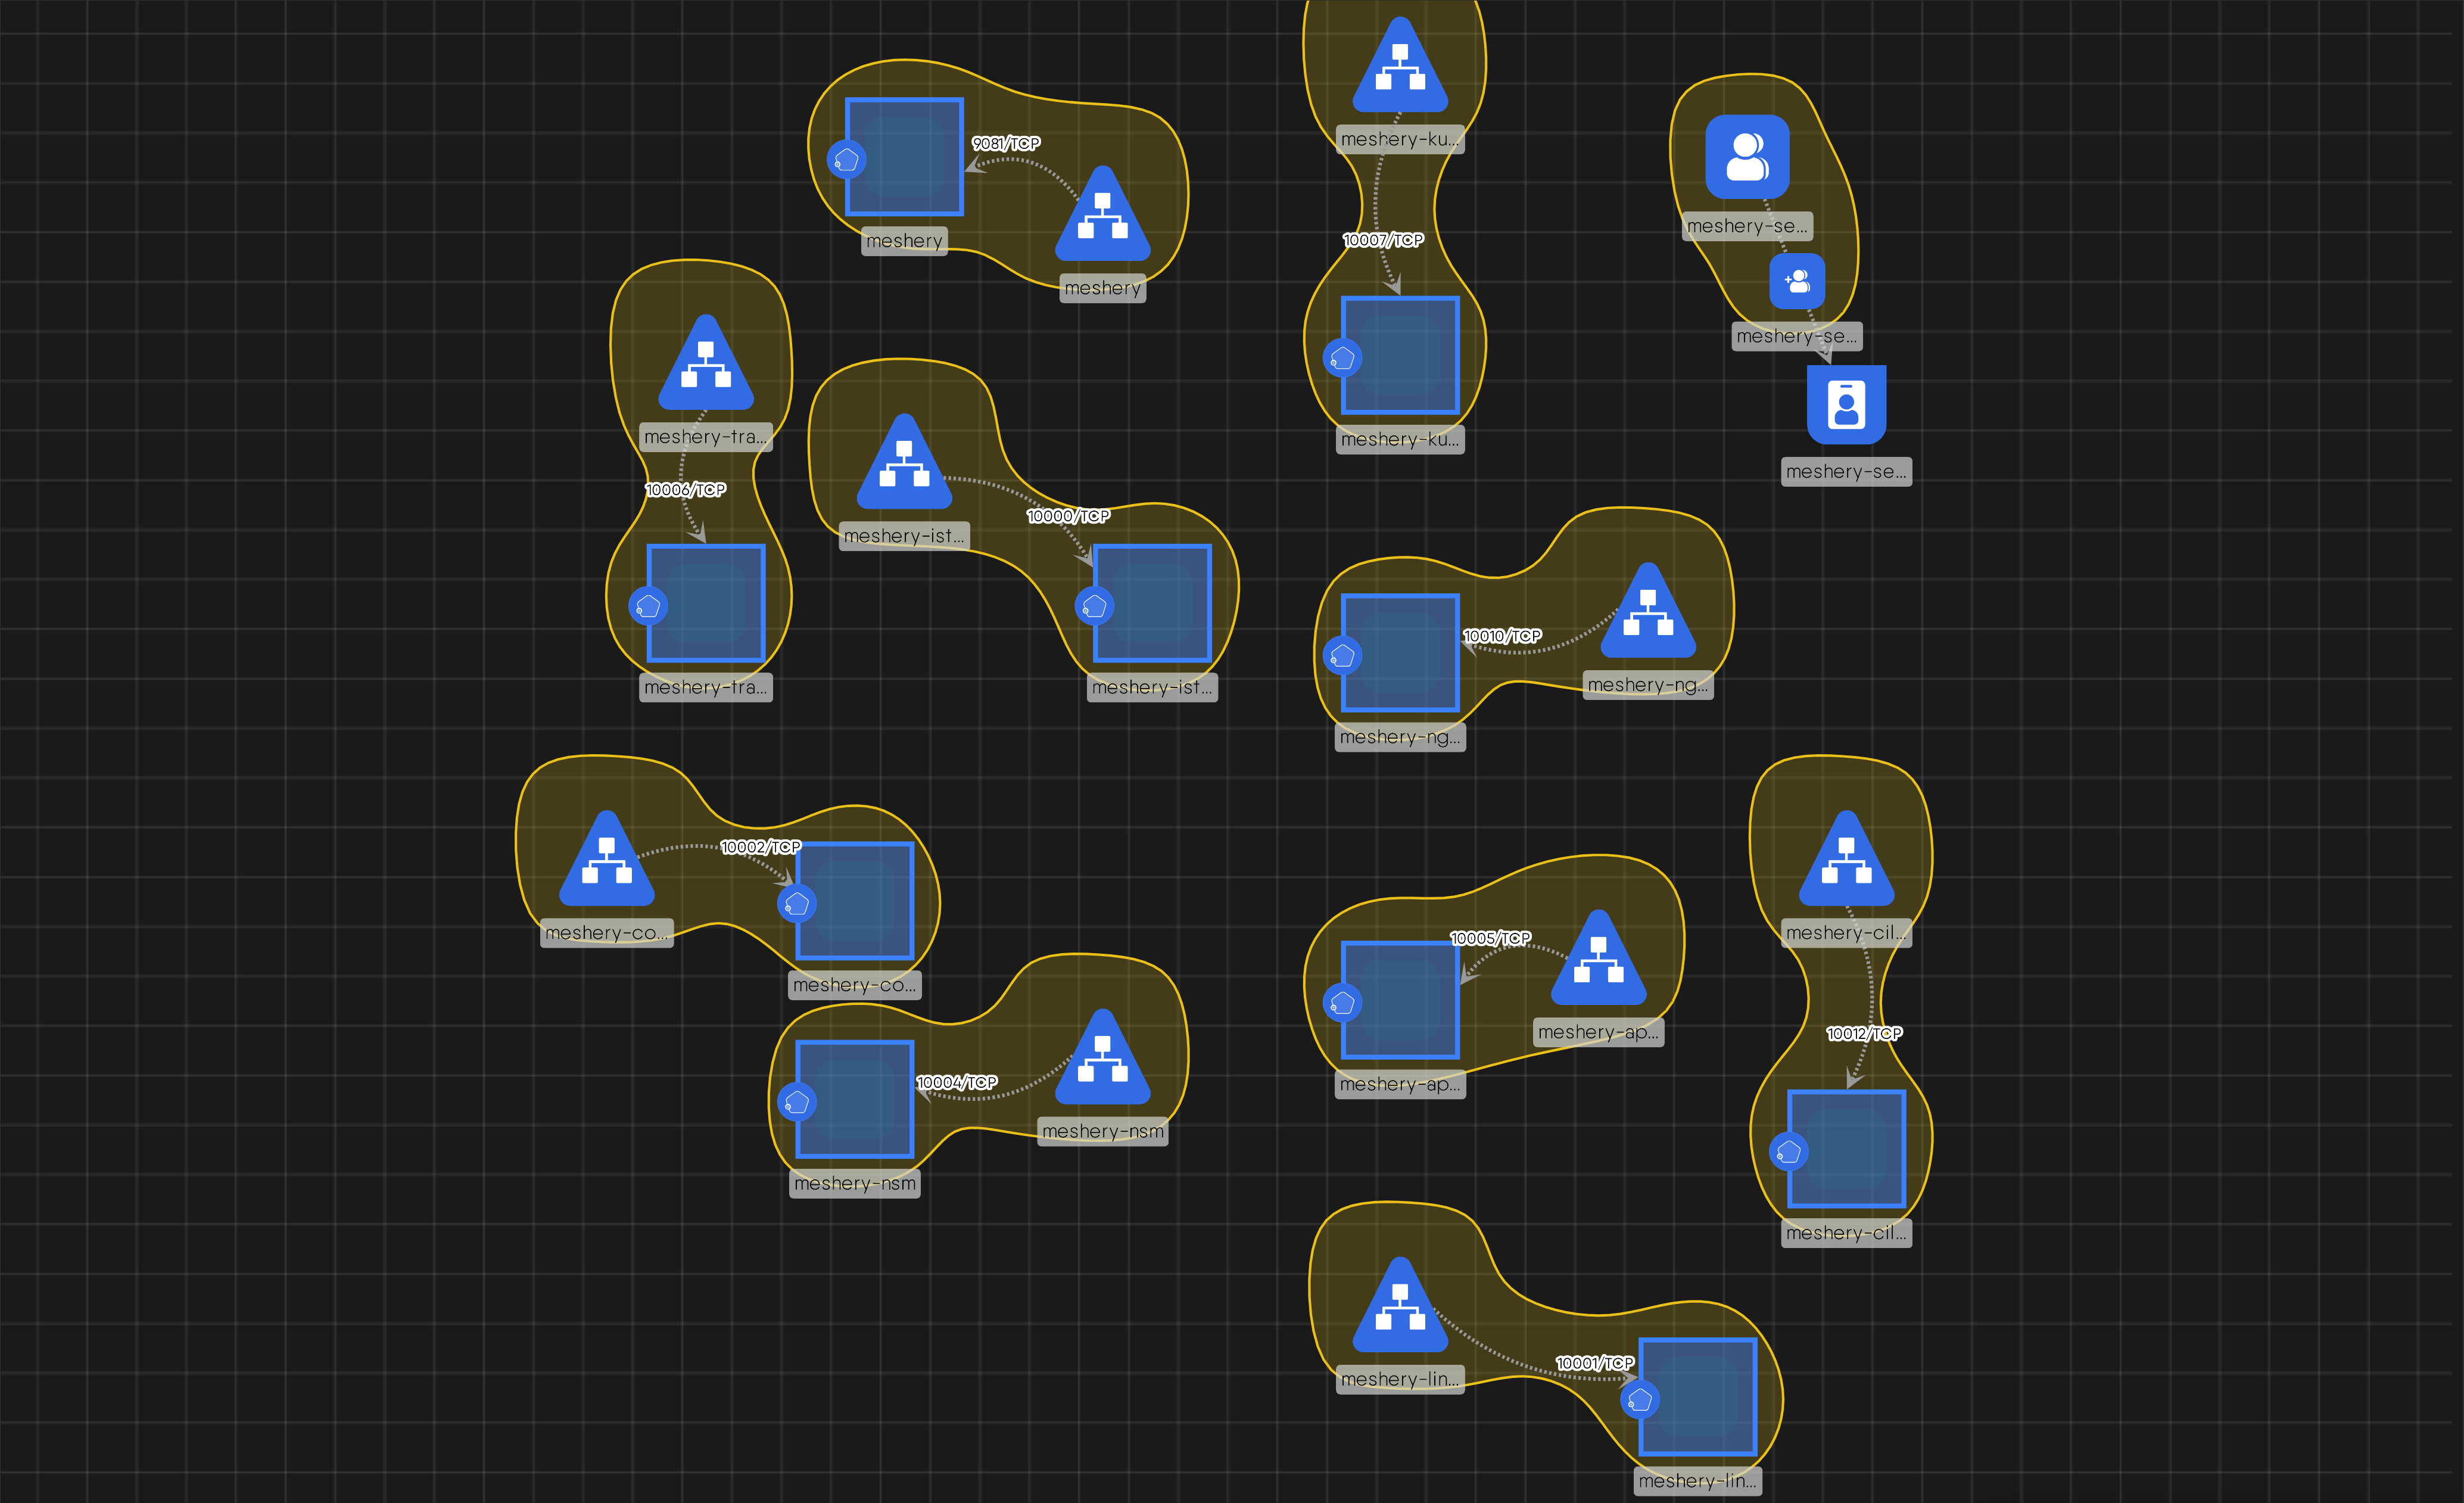 meshery-ku...
9081/TCP
meshery
meshery
10007/TCP
meshery-ku...
meshery-se...
meshery-se...
meshery-se...
meshery-tra...
10006/TCP
meshery-tra...
meshery-ist...
10000/TCP
meshery-ist...
10010/TCP
meshery-ng...
meshery-ng...
10002/TCP
meshery-co...
meshery-co...
10004/TCP
meshery-nsm
meshery-nsm
10005/TCP
meshery-ap...
meshery-ap...
meshery-cil...
10012/TCP
meshery-cil...
meshery-lin...
10001/TCP
meshery-lin...